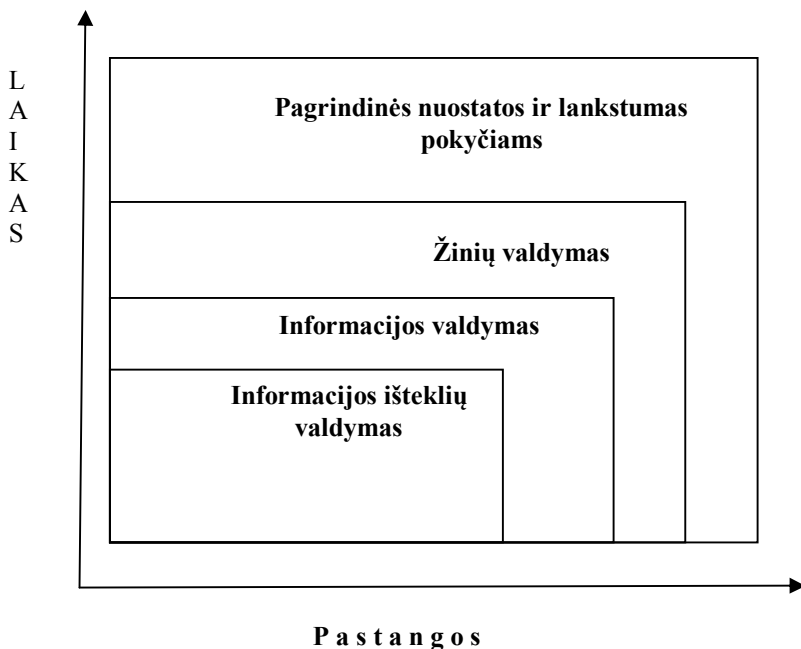 L
A
I
K
A
S
Pagrindinės nuostatos ir lankstumas
pokyčiams
Žinių valdymas
Informacijos valdymas
Informacijos išteklių
valdymas
P a s t a n g o s